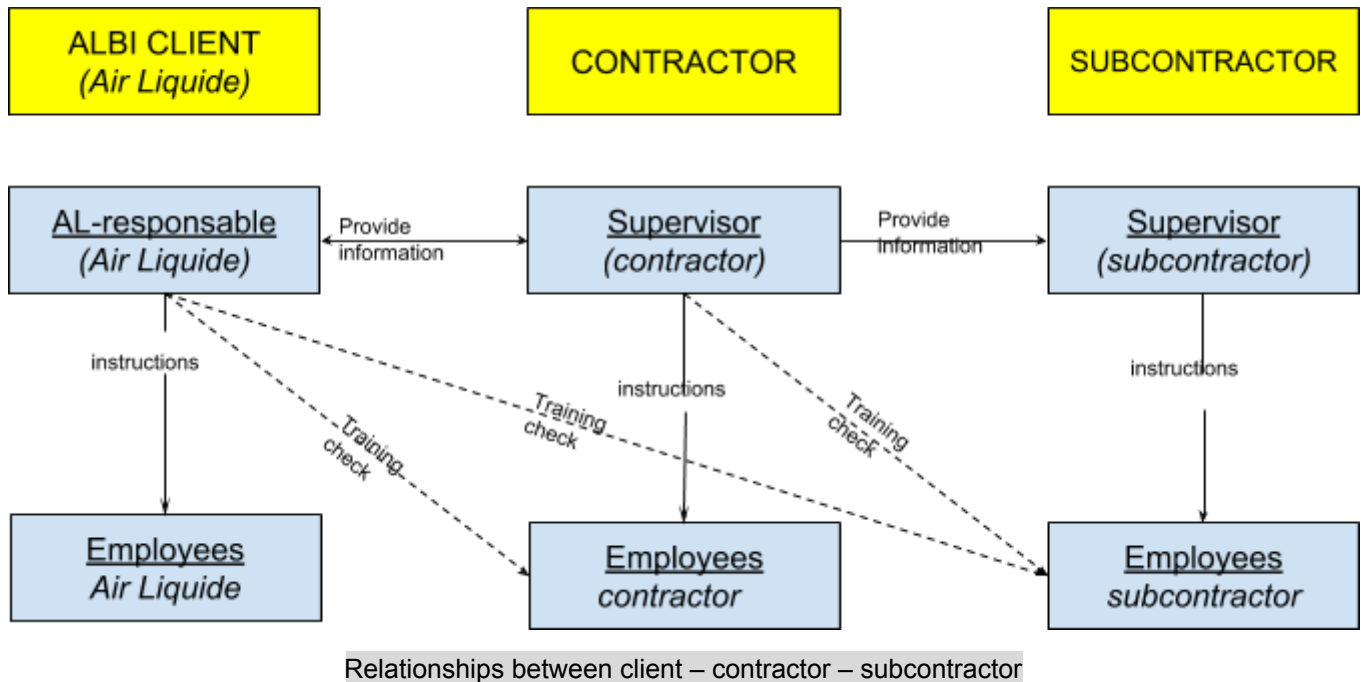 ALBI CLIENT
(Air Liquide)
CONTRACTOR
SUBCONTRACTOR
AL-responsable
(Air Liquide)
Provide
information
Supervisor
(contractor)
Provide
information
Supervisor
(subcontractor)
instructions
instructions
instructions
Training
check
Training
check
Training
check
Employees
Air Liquide
Employees
contractor
Employees
subcontractor
Relationships between client – contractor – subcontractor